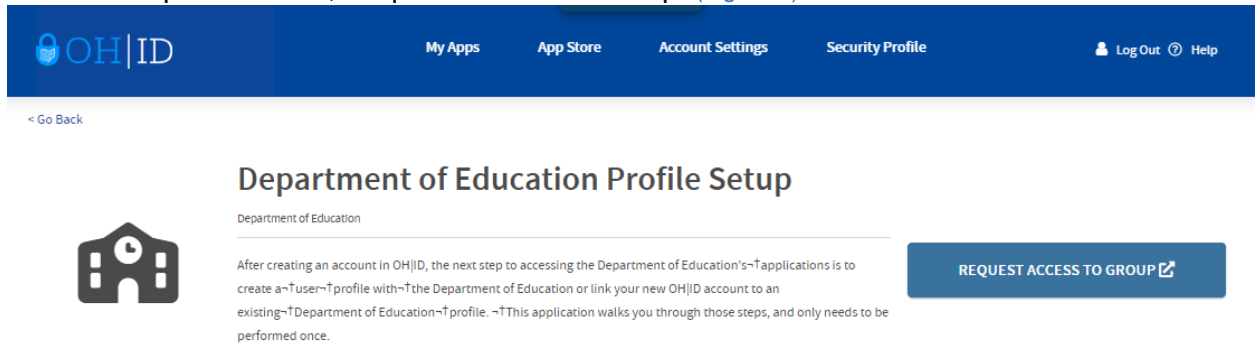 OH|ID
My Apps App Store Account Settings Security Profile Log Out ? Help
< Go Back
Department of Education Profile Setup
Department of Education
After creating an account in OH|ID, the next step to accessing the Department of Education's¬†applications is to
create a¬†user¬†profile with¬†the Department of Education or link your new OH|ID account to an
existing¬†Department of Education¬†profile. ¬†This application walks you through those steps, and only needs to be
performed once.
REQUEST ACCESS TO GROUP